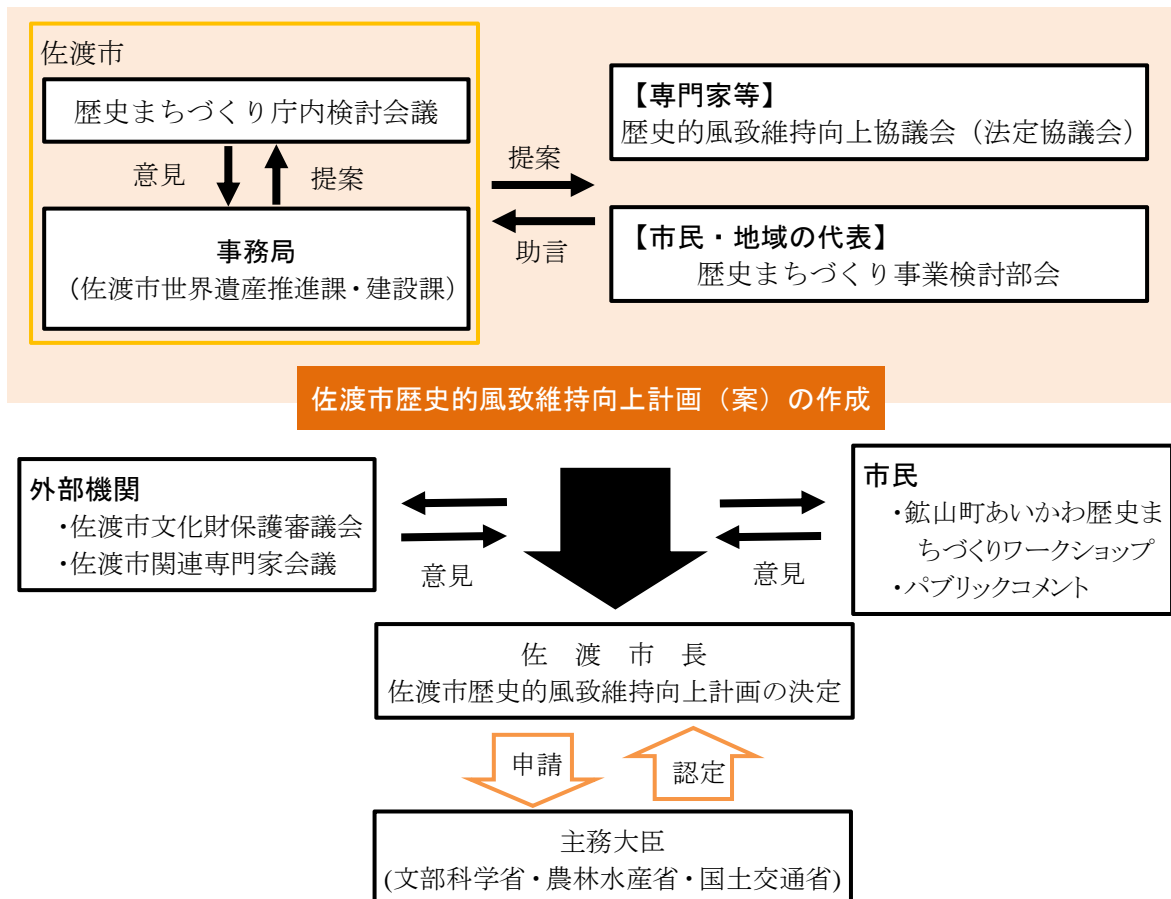 佐渡市
歴史まちづくり庁内検討会議
意見
提案
事務局
（佐渡市世界遺産推進課・建設課）
提案
助言
【専門家等】
歴史的風致維持向上協議会（法定協議会）
【市民・地域の代表】
歴史まちづくり事業検討部会
佐渡市歴史的風致維持向上計画（案）の作成
外部機関
・佐渡市文化財保護審議会
・佐渡市関連専門家会議
意見
意見
市民
・鉱山町あいかわ歴史ま
ちづくりワークショップ
・パブリックコメント
佐　渡　市　長
佐渡市歴史的風致維持向上計画の決定
申請
認定
主務大臣
(文部科学省・農林水産省・国土交通省)